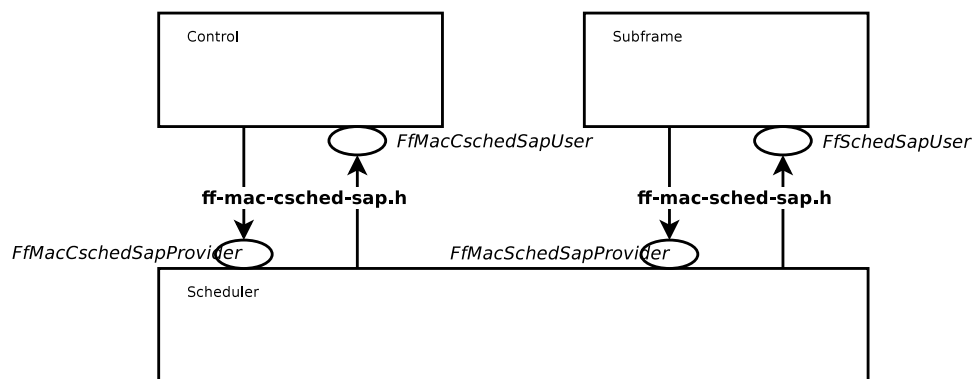 Control
Subframe
FfMacCschedSapUser
FfSchedSapUser
ff-mac-csched-sap.h
ff-mac-sched-sap.h
FfMacCschedSapProvider
FfMacSchedSapProvider
Scheduler